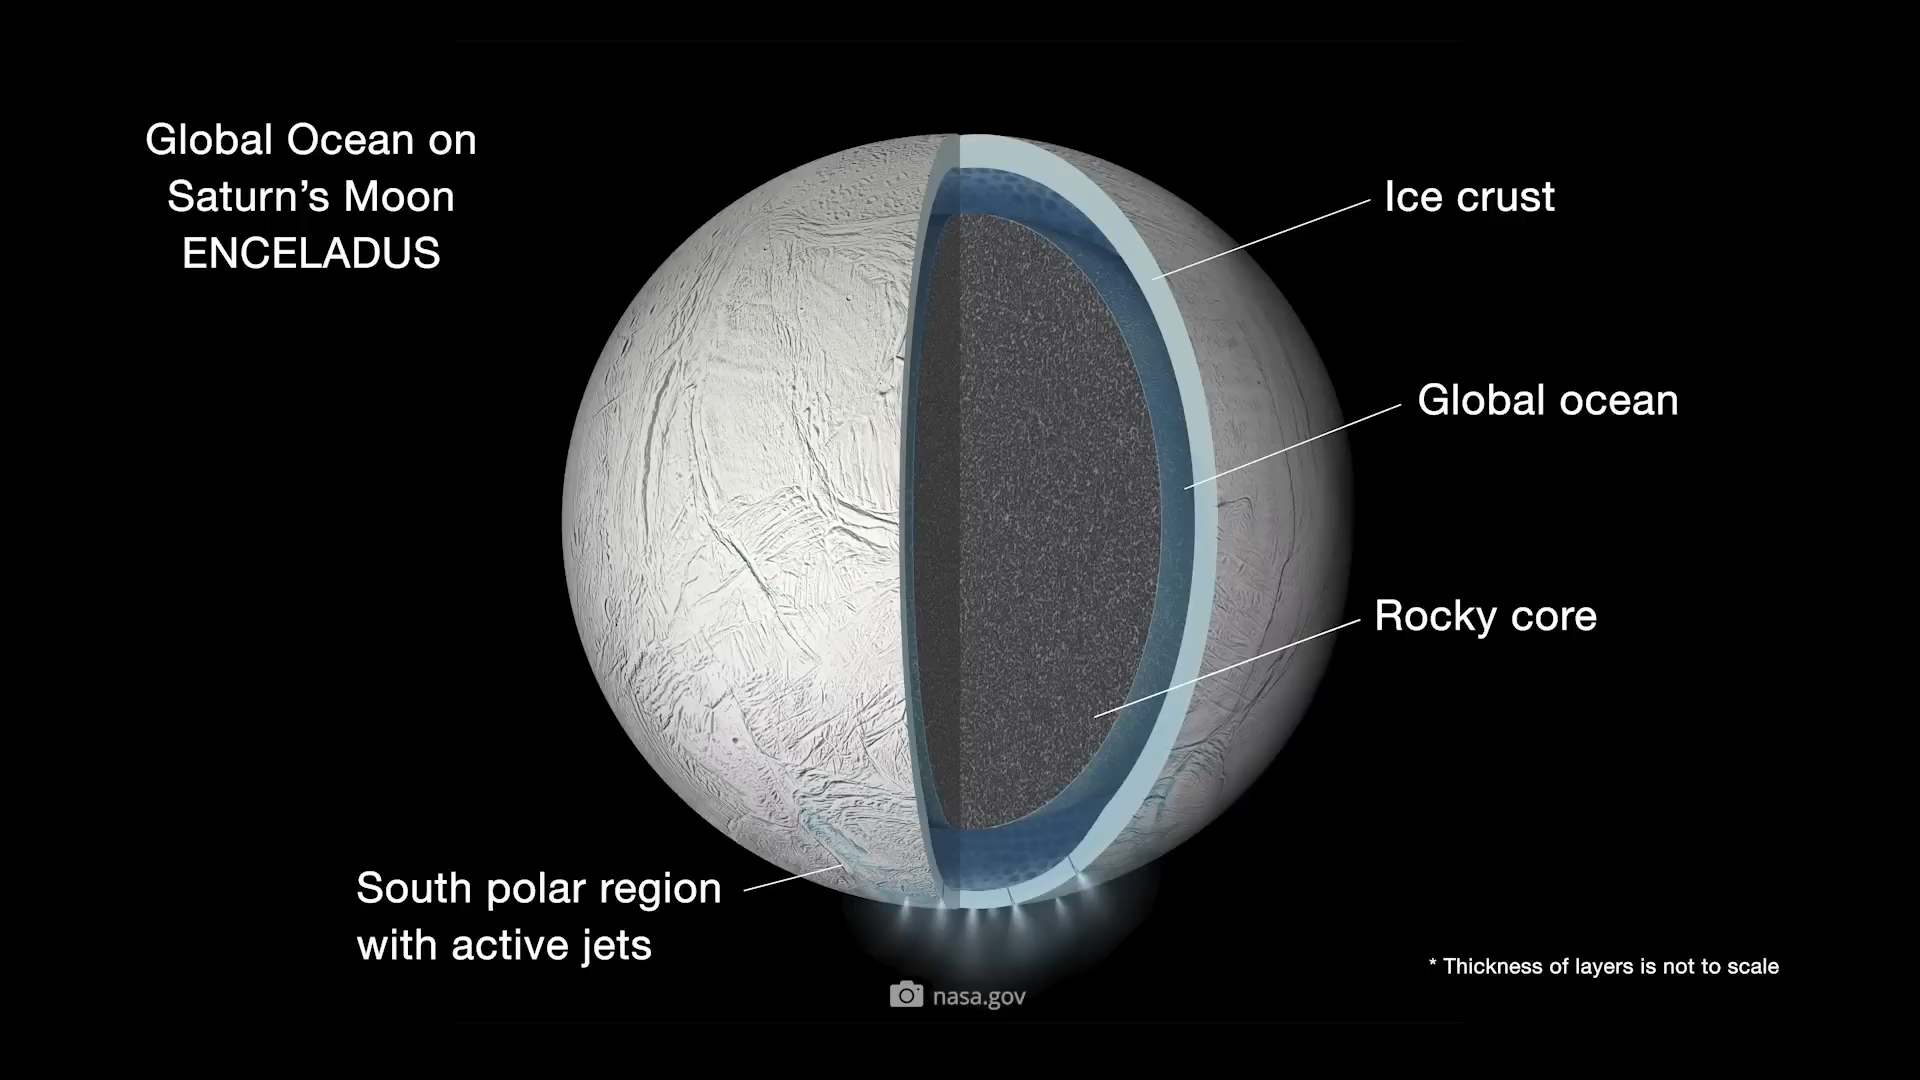 Global Ocean on
Saturn’s Moon
ENCELADUS
Ice crust
Global ocean
Rocky core
South polar region
with active jets
* Thickness of layers is not to scale
nasa.gov